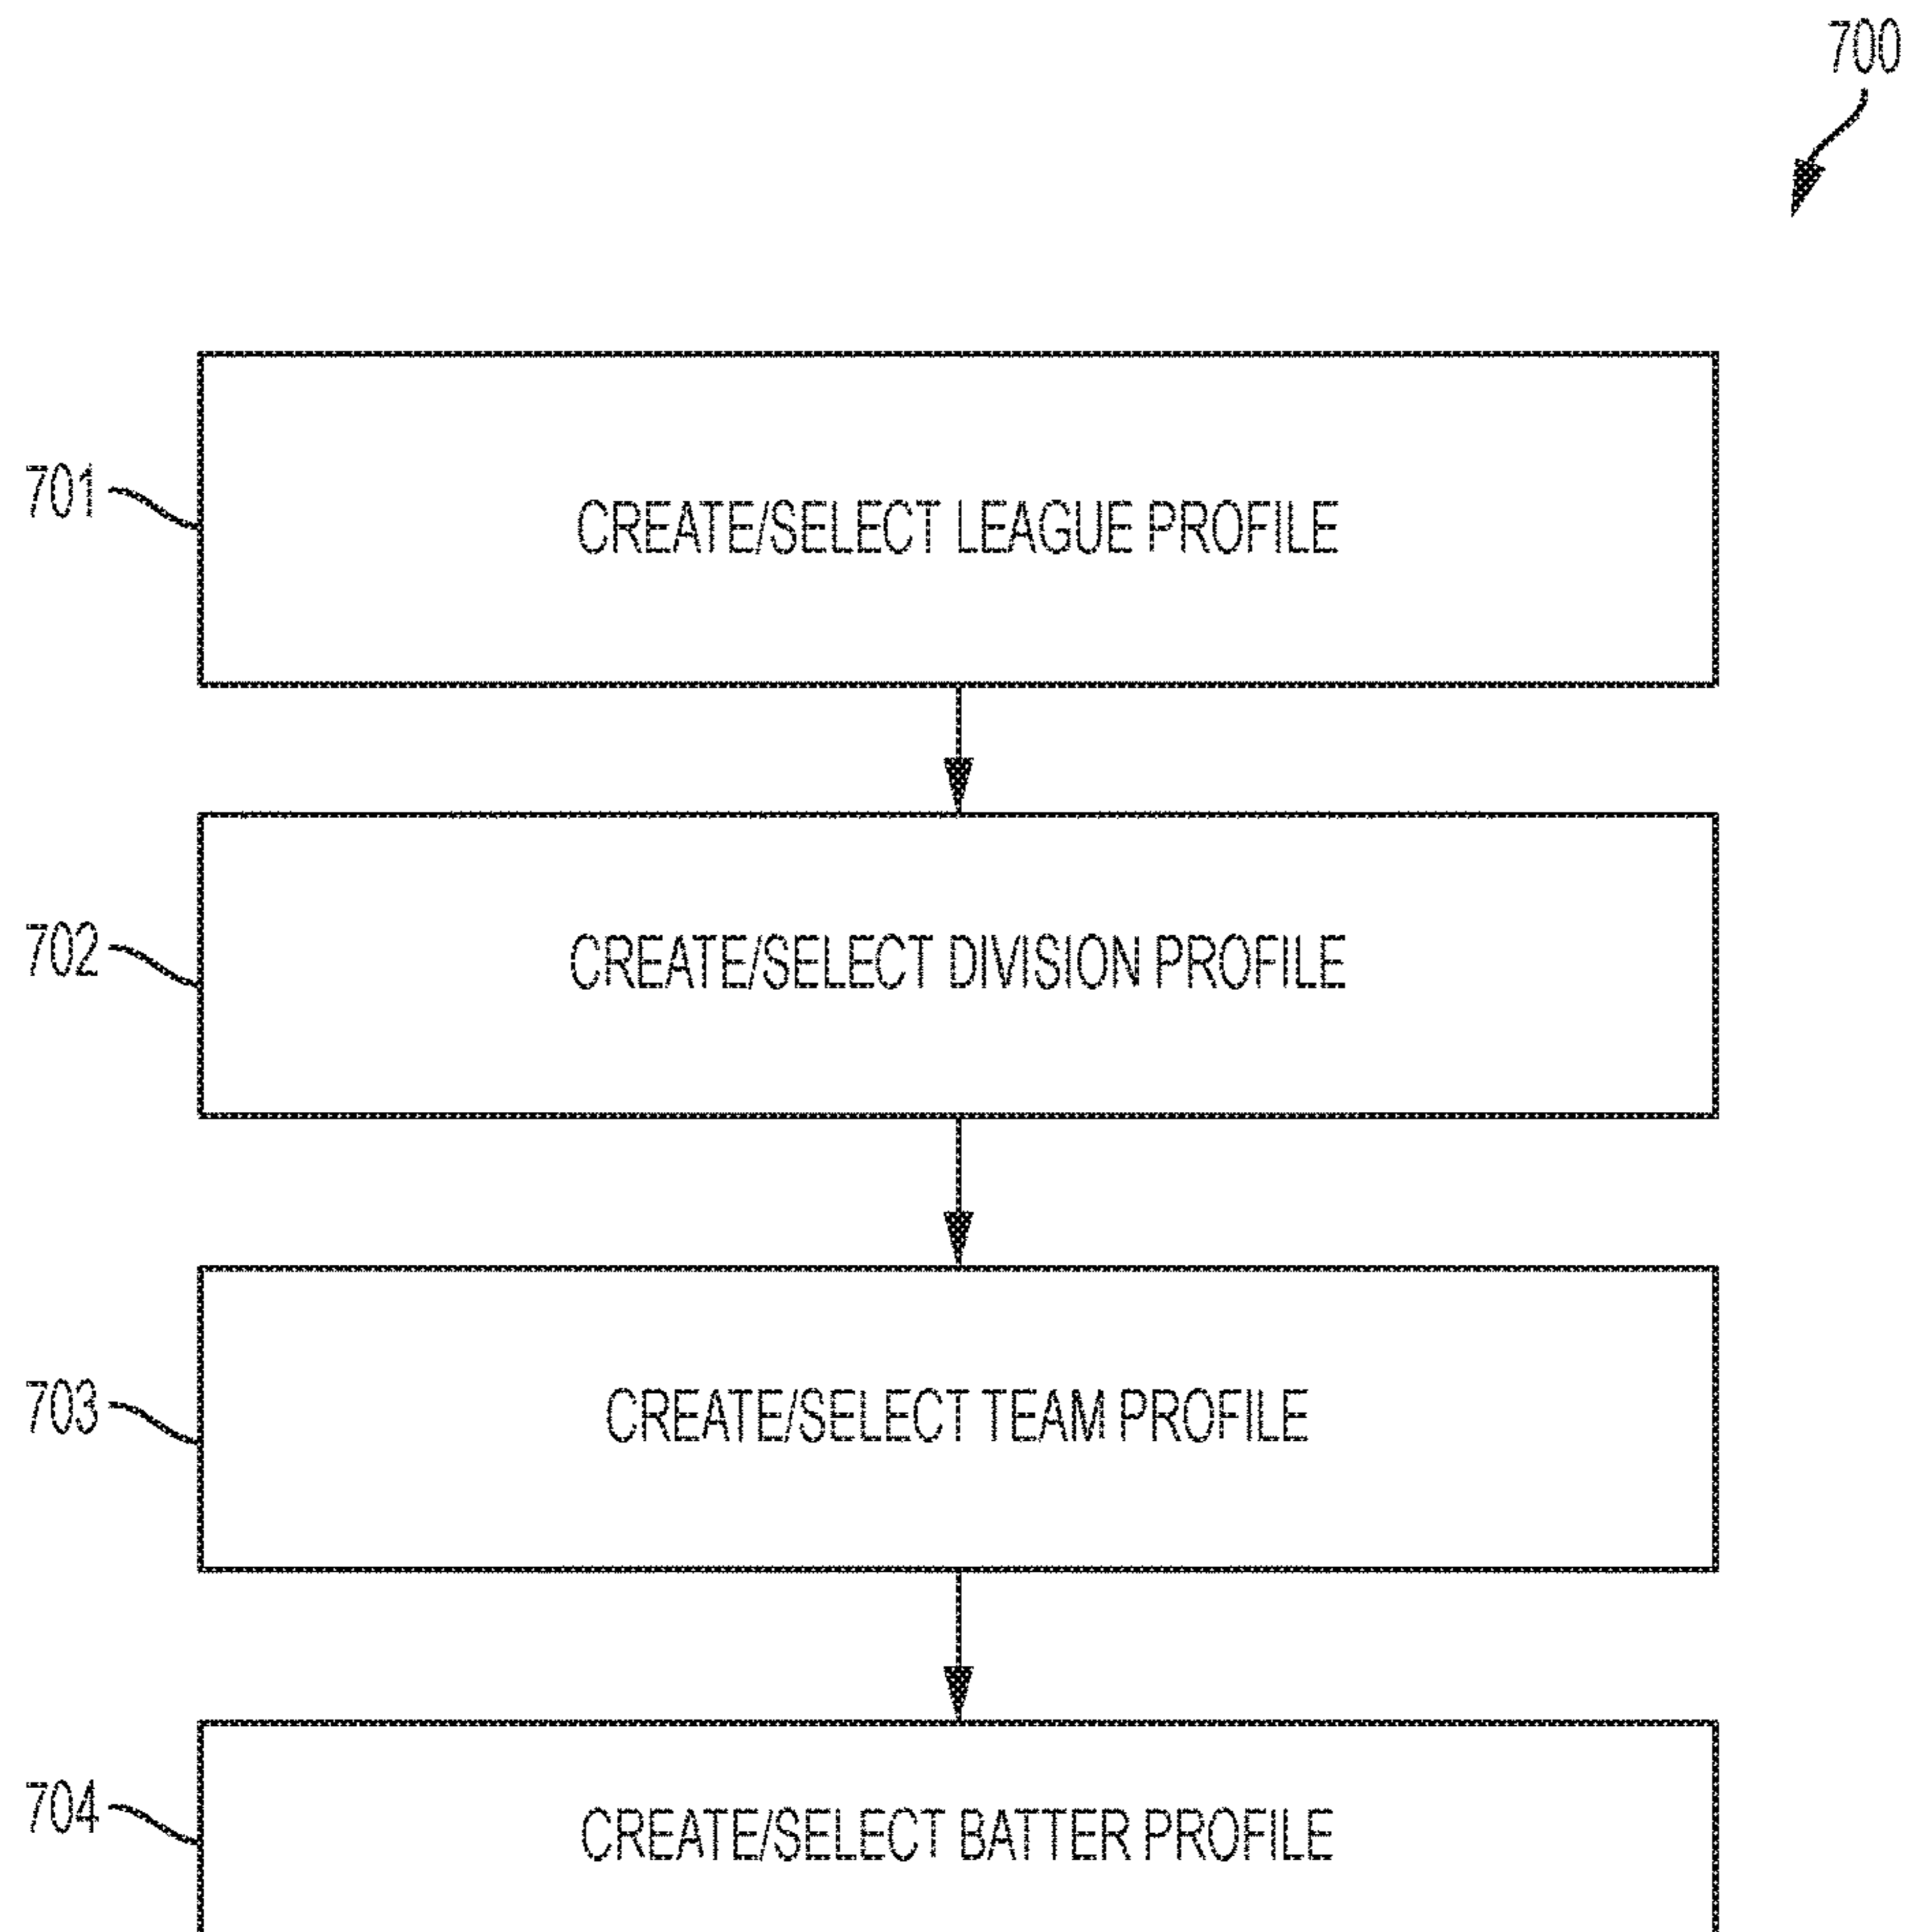 700
701
CREATE/SELECT LEAGUE PROFILE
702
CREATE/SELECT DIVISION PROFILE
703
CREATE/SELECT TEAM PROFILE
704
CREATE/SELECT BATTER PROFILE